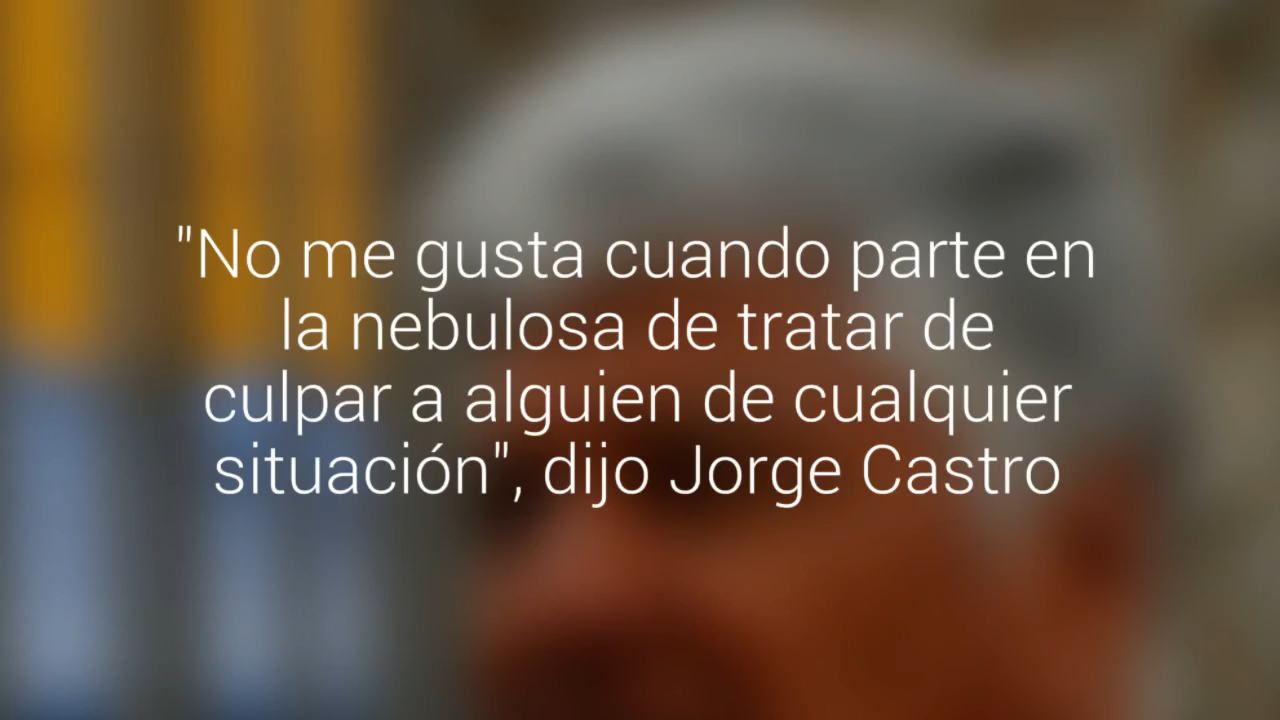 "No me gusta cuando parte en
la nebulosa de tratar de
culpar a alguien de cualquier
situación", dijo Jorge Castro